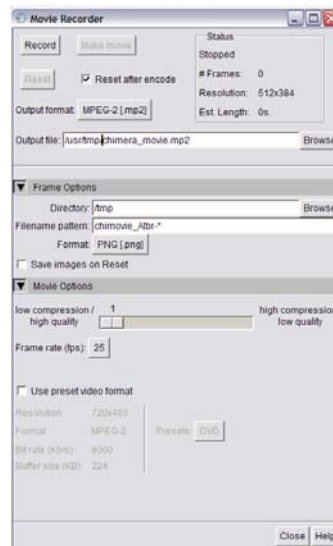 Movie Recorder
Record
Make movie
Status
Stopped
# Frames: 0
Resolution: 512x384
Est. Length: 0s.
Reset
Reset after encode
Output format: MPEG-2 [.mp2]
Output file: /usr/tmp/chimera_movie.mp2
Browse
Frame Options
Directory: /tmp
Browse
Filename pattern: chimovie_Atbr-*
Format: PNG [.png]
Save images on Reset
Movie Options
low compression / high quality
1
high compression low quality
Frame rate (fps): 25
Use preset video format
Resolution 720x480
Format MPEG-2
Presets: DVD
Bit rate (Kb/s) 6000
Buffer size (KB) 224
Close
Help